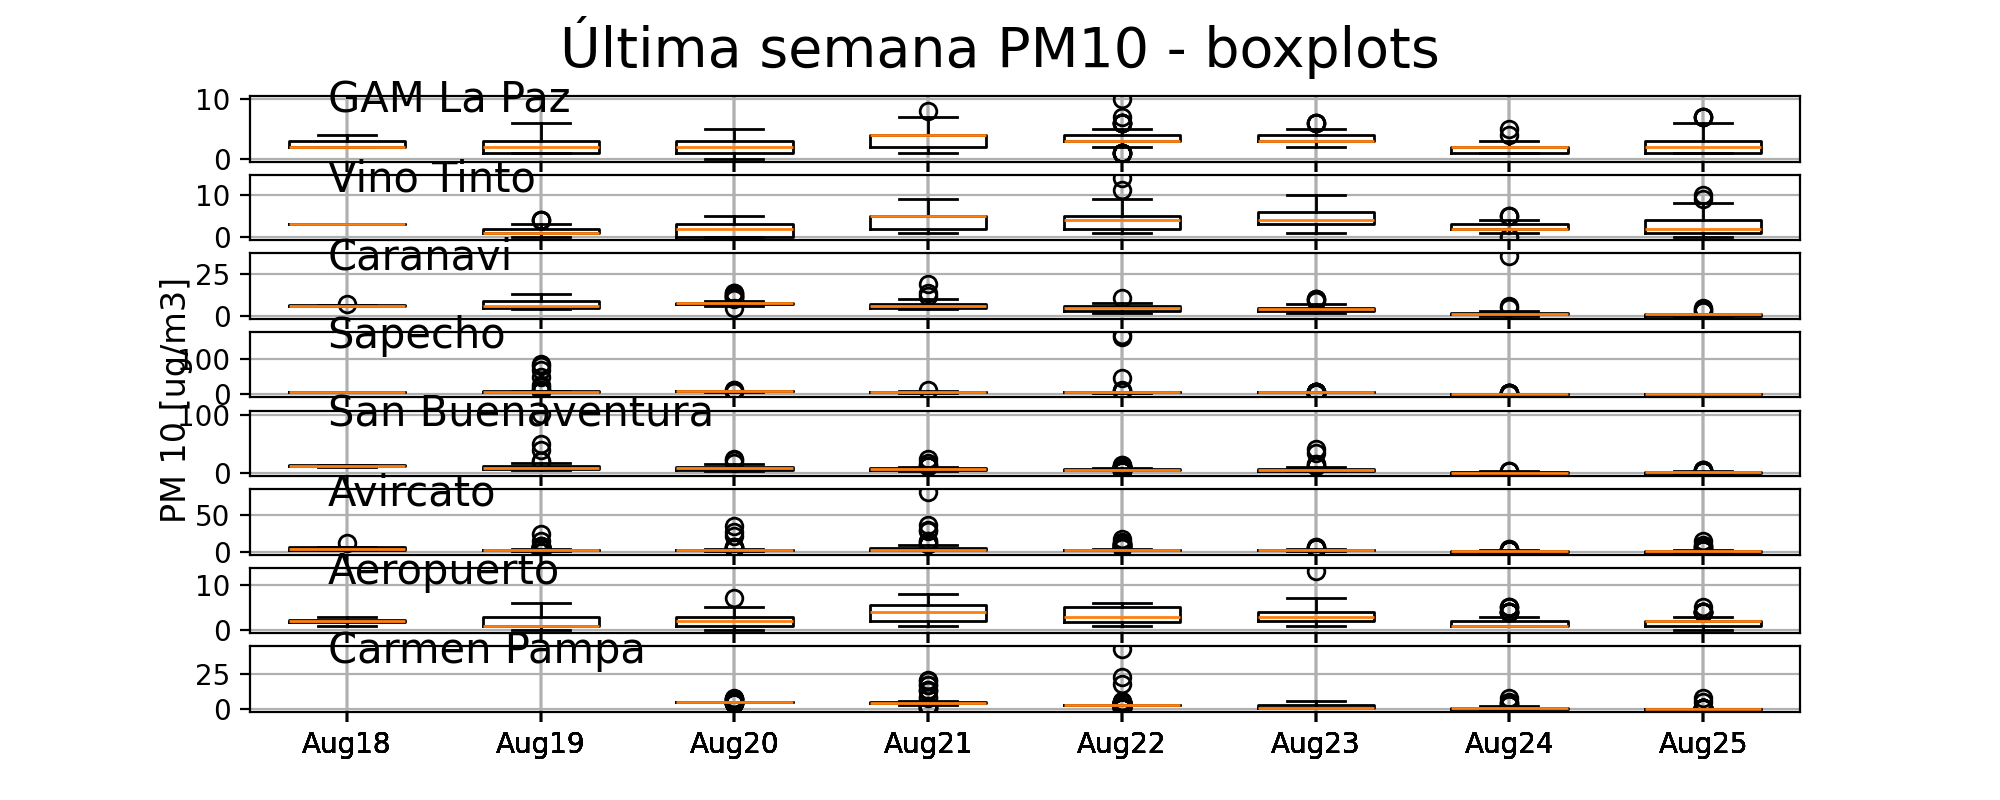 Última semana PM10 - boxplots
GAM La Paz
10
0
Vino Tinto
10
0
Caranavi
25
0
Sapecho
100
0
San Buenaventura
100
0
Avircato
50
0
Aeropuerto
10
0
Carmen Pampa
25
0
PM 10 [ug/m3]
Aug18 Aug19 Aug20 Aug21 Aug22 Aug23 Aug24 Aug25